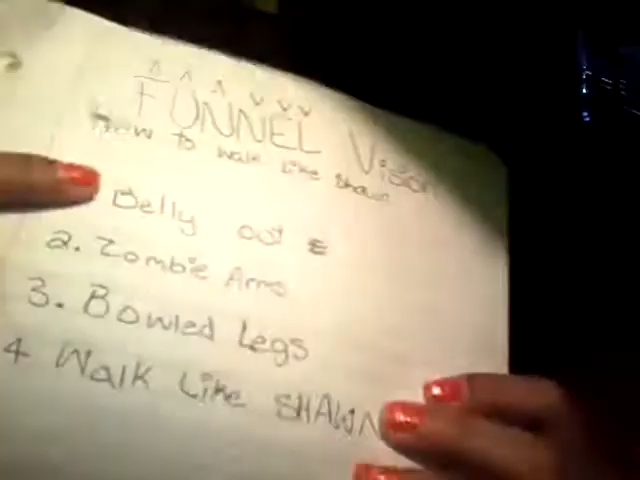 FUNNEL Vision
How to walk like shawn
Belly out
2. Zombie Arms
3. Bowled Legs
4 Walk Like SHAWN